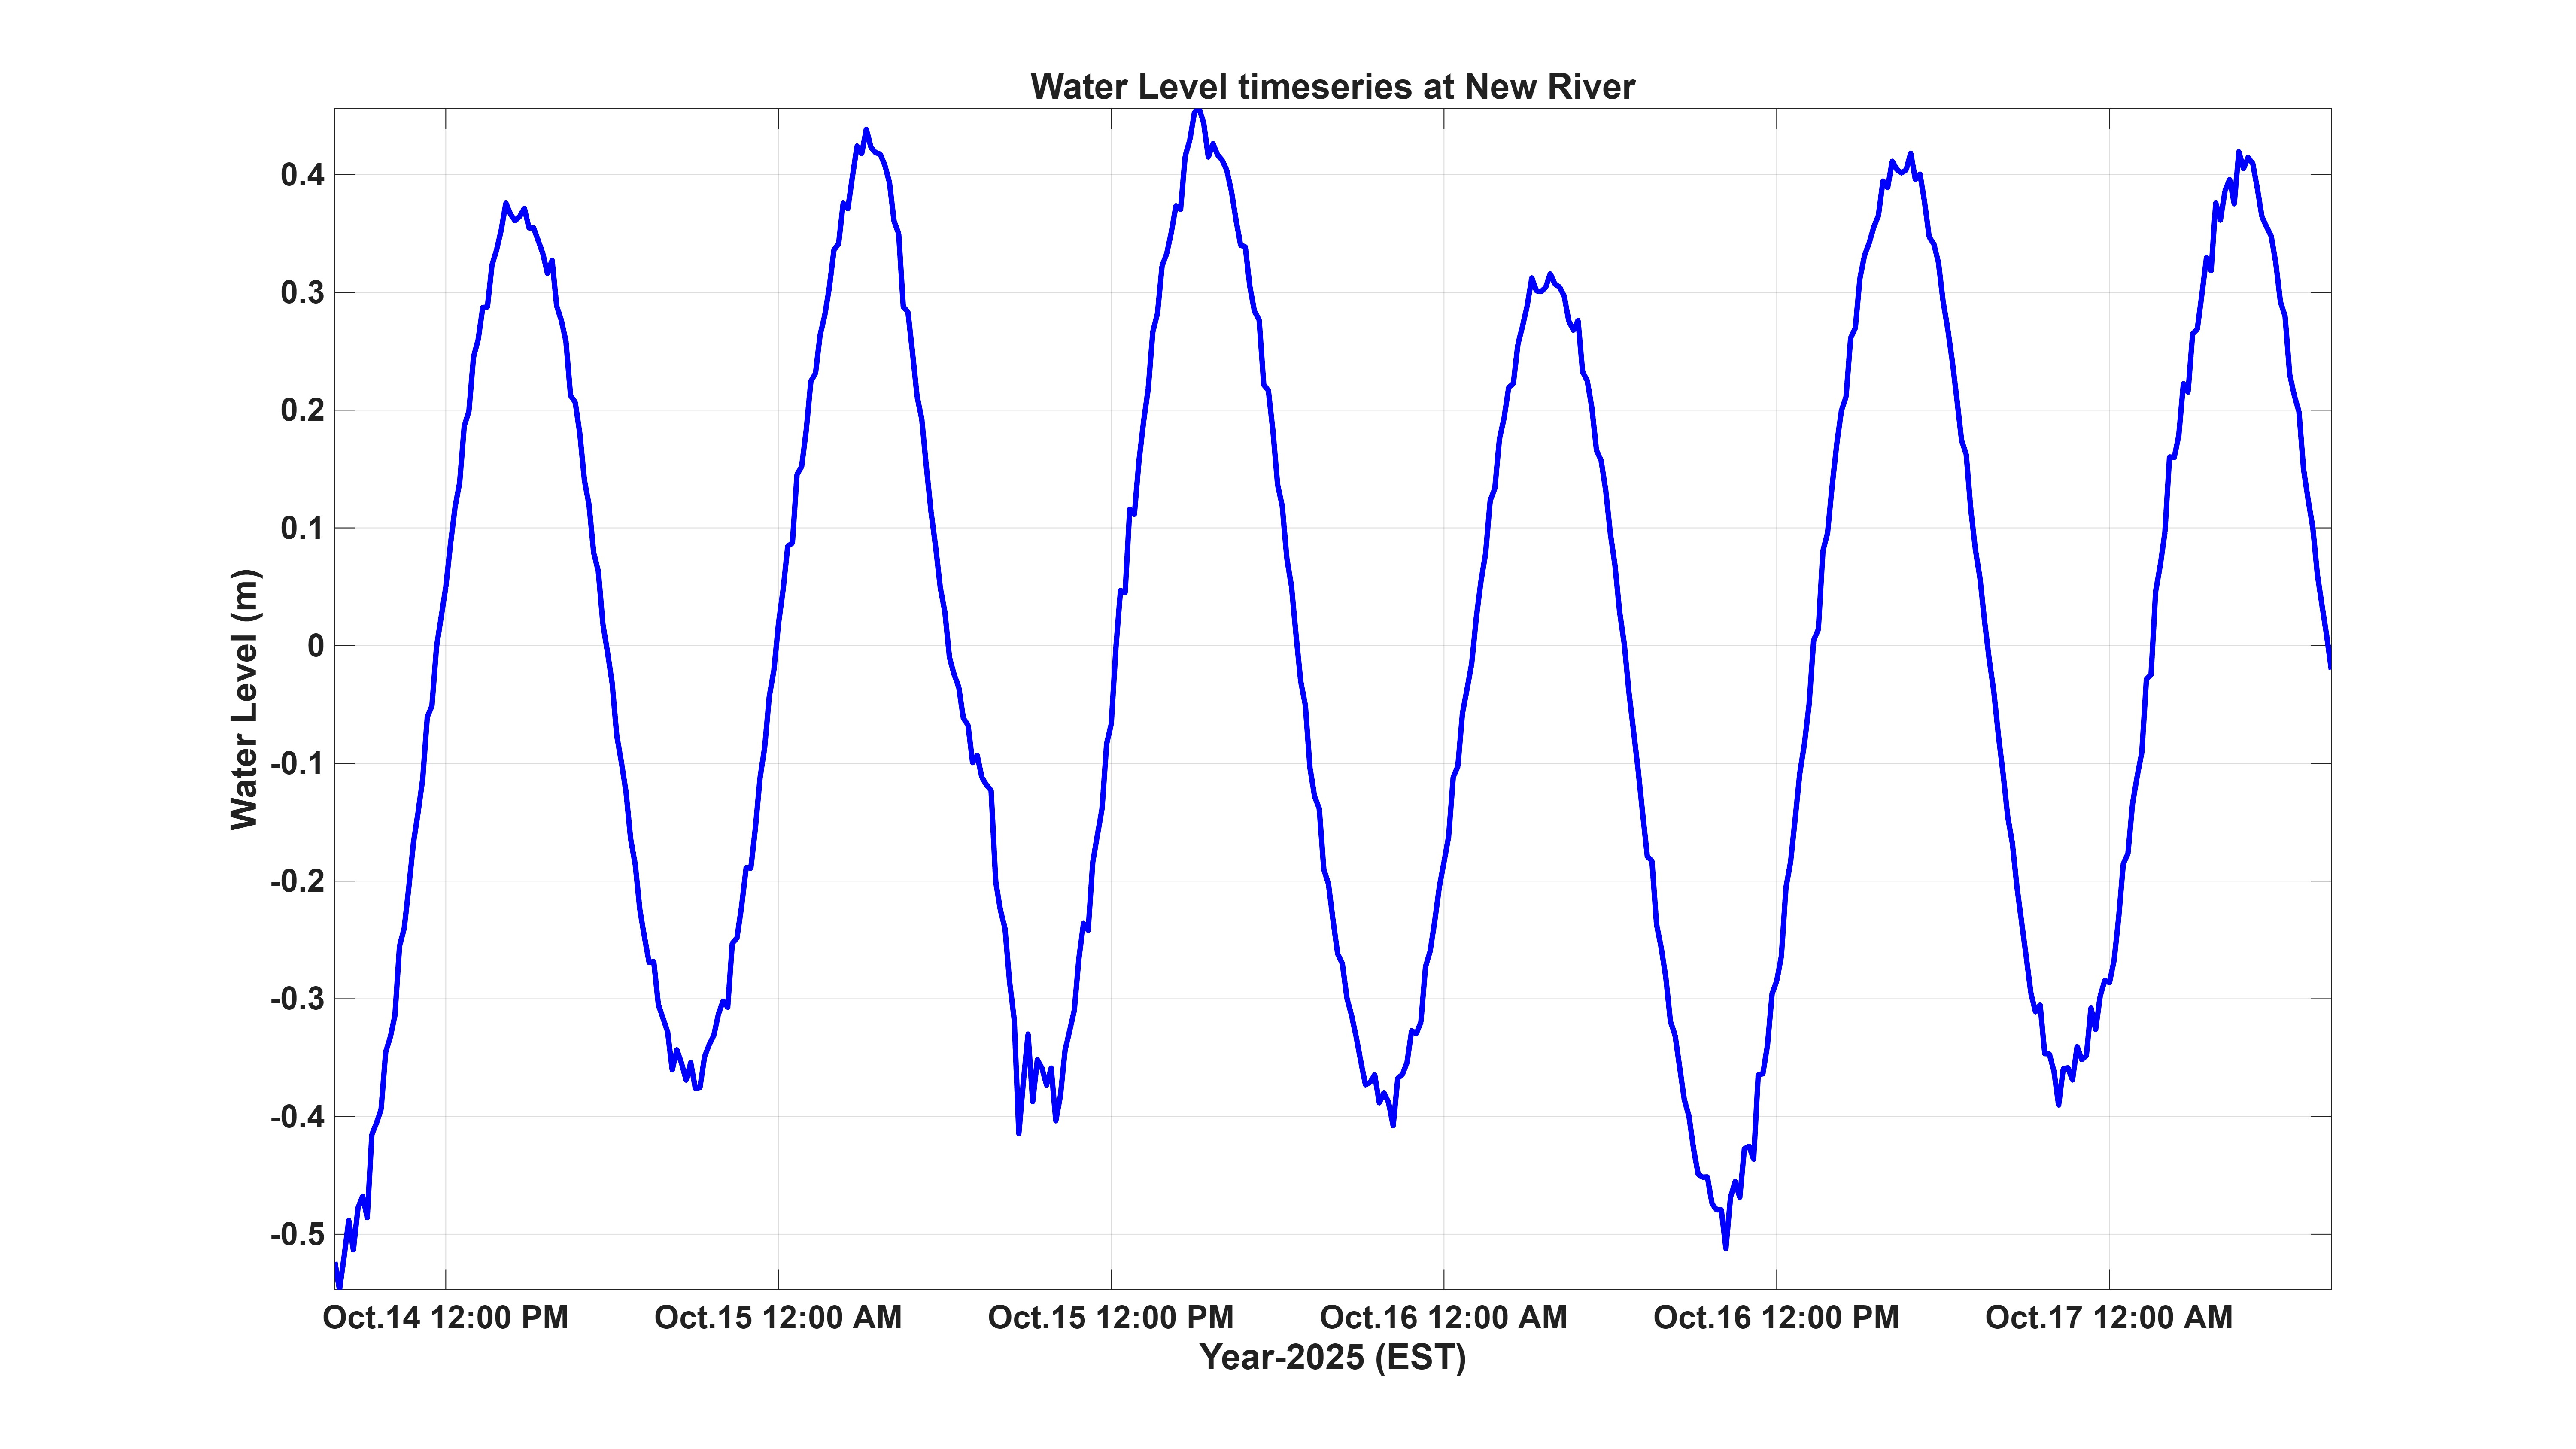 Water Level timeseries at New River
Water Level (m)
0.4
0.3
0.2
0.1
0
-0.1
-0.2
-0.3
-0.4
-0.5
Oct.14 12:00 PM
Oct.15 12:00 AM
Oct.15 12:00 PM
Oct.16 12:00 AM
Oct.16 12:00 PM
Oct.17 12:00 AM
Year-2025 (EST)